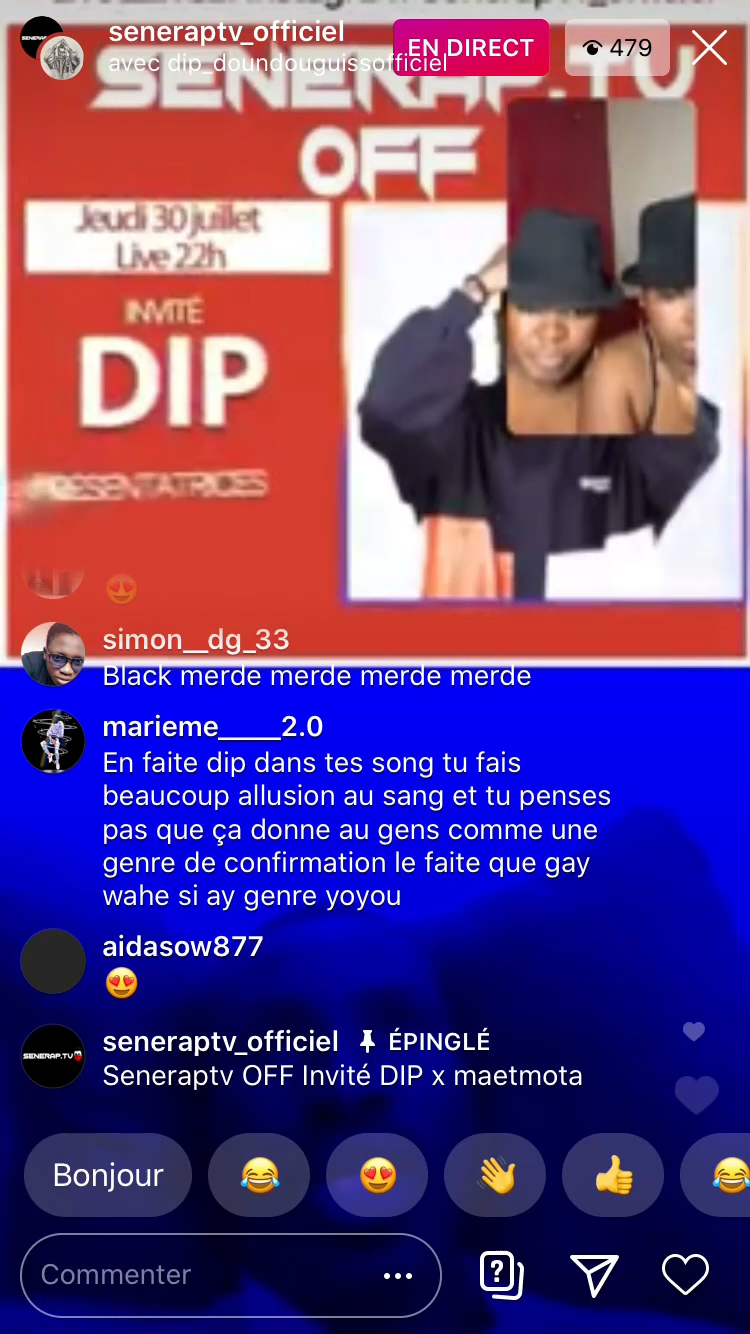 seneraptv_officiel
avec dip_doundouguissofficiel
EN DIRECT
479
SENERAP.TV
OFF
Jeudi 30 juillet
Live 22h
INVITÉ
DIP
PRESENTATRICES
simon__dg_33
Black merde merde merde merde
marieme____2.0
En faite dip dans tes song tu fais
beaucoup allusion au sang et tu penses
pas que ça donne au gens comme une
genre de confirmation le faite que gay
wahe si ay genre yoyou
aidasow877
😍
SENERAP.TV
seneraptv_officiel ÉPINGLÉ
Seneraptv OFF Invité DIP x maetmota
Bonjour
Commenter